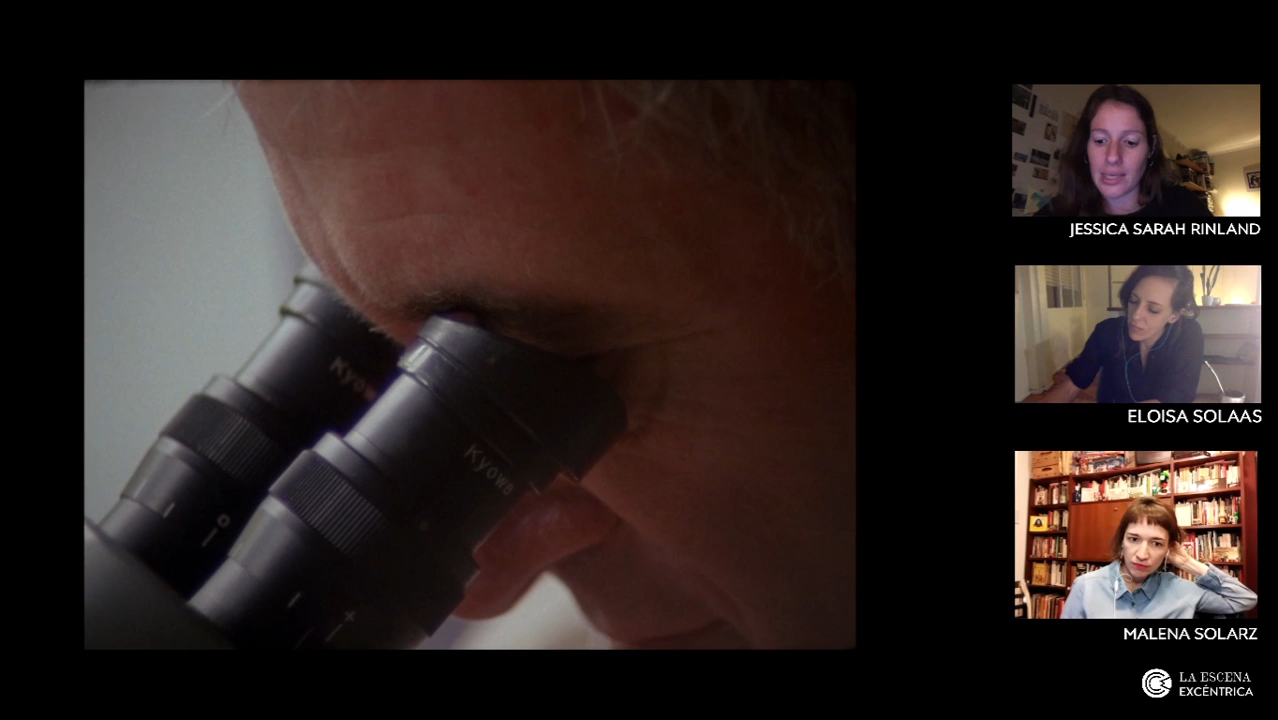 Kyowa
Kyowa
JESSICA SARAH RINLAND
ELOISA SOLAAS
MALENA SOLARZ
LA ESCENA
EXCÉNTRICA